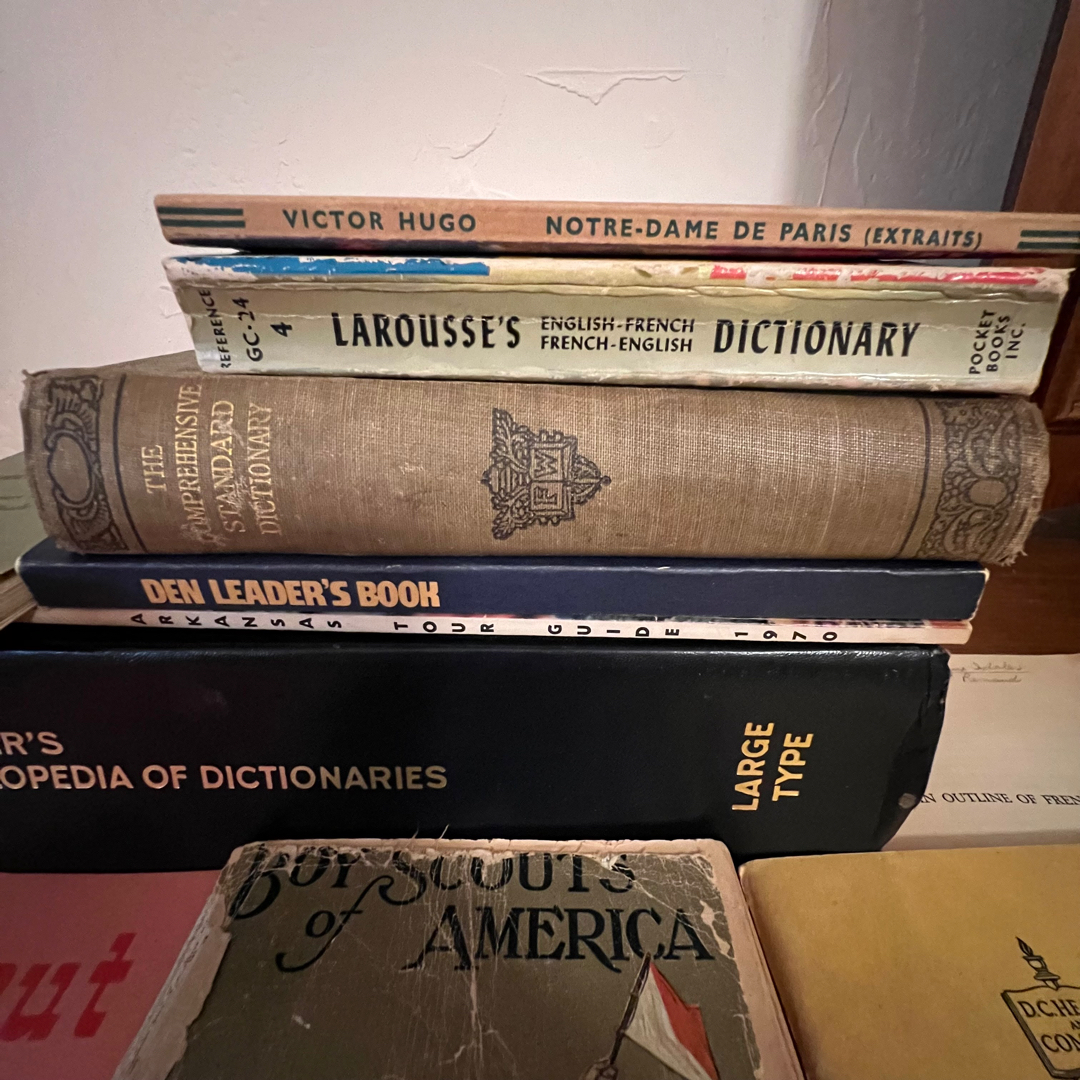 VICTOR HUGO NOTRE-DAME DE PARIS (EXTRAITS)
REFERENCE
GC·24
4
LAROUSSE'S
ENGLISH-FRENCH
FRENCH-ENGLISH
DICTIONARY
POCKET
BOOKS
INC.
THE
COMPREHENSIVE
STANDARD
DICTIONARY
F W
DEN LEADER'S BOOK
ARKANSAS TOUR GUIDE 1970
R'S
OPEDIA OF DICTIONARIES
LARGE
TYPE
N OUTLINE OF FREN
BOY SCOUTS
of AMERICA
out
D.C. HE
CON